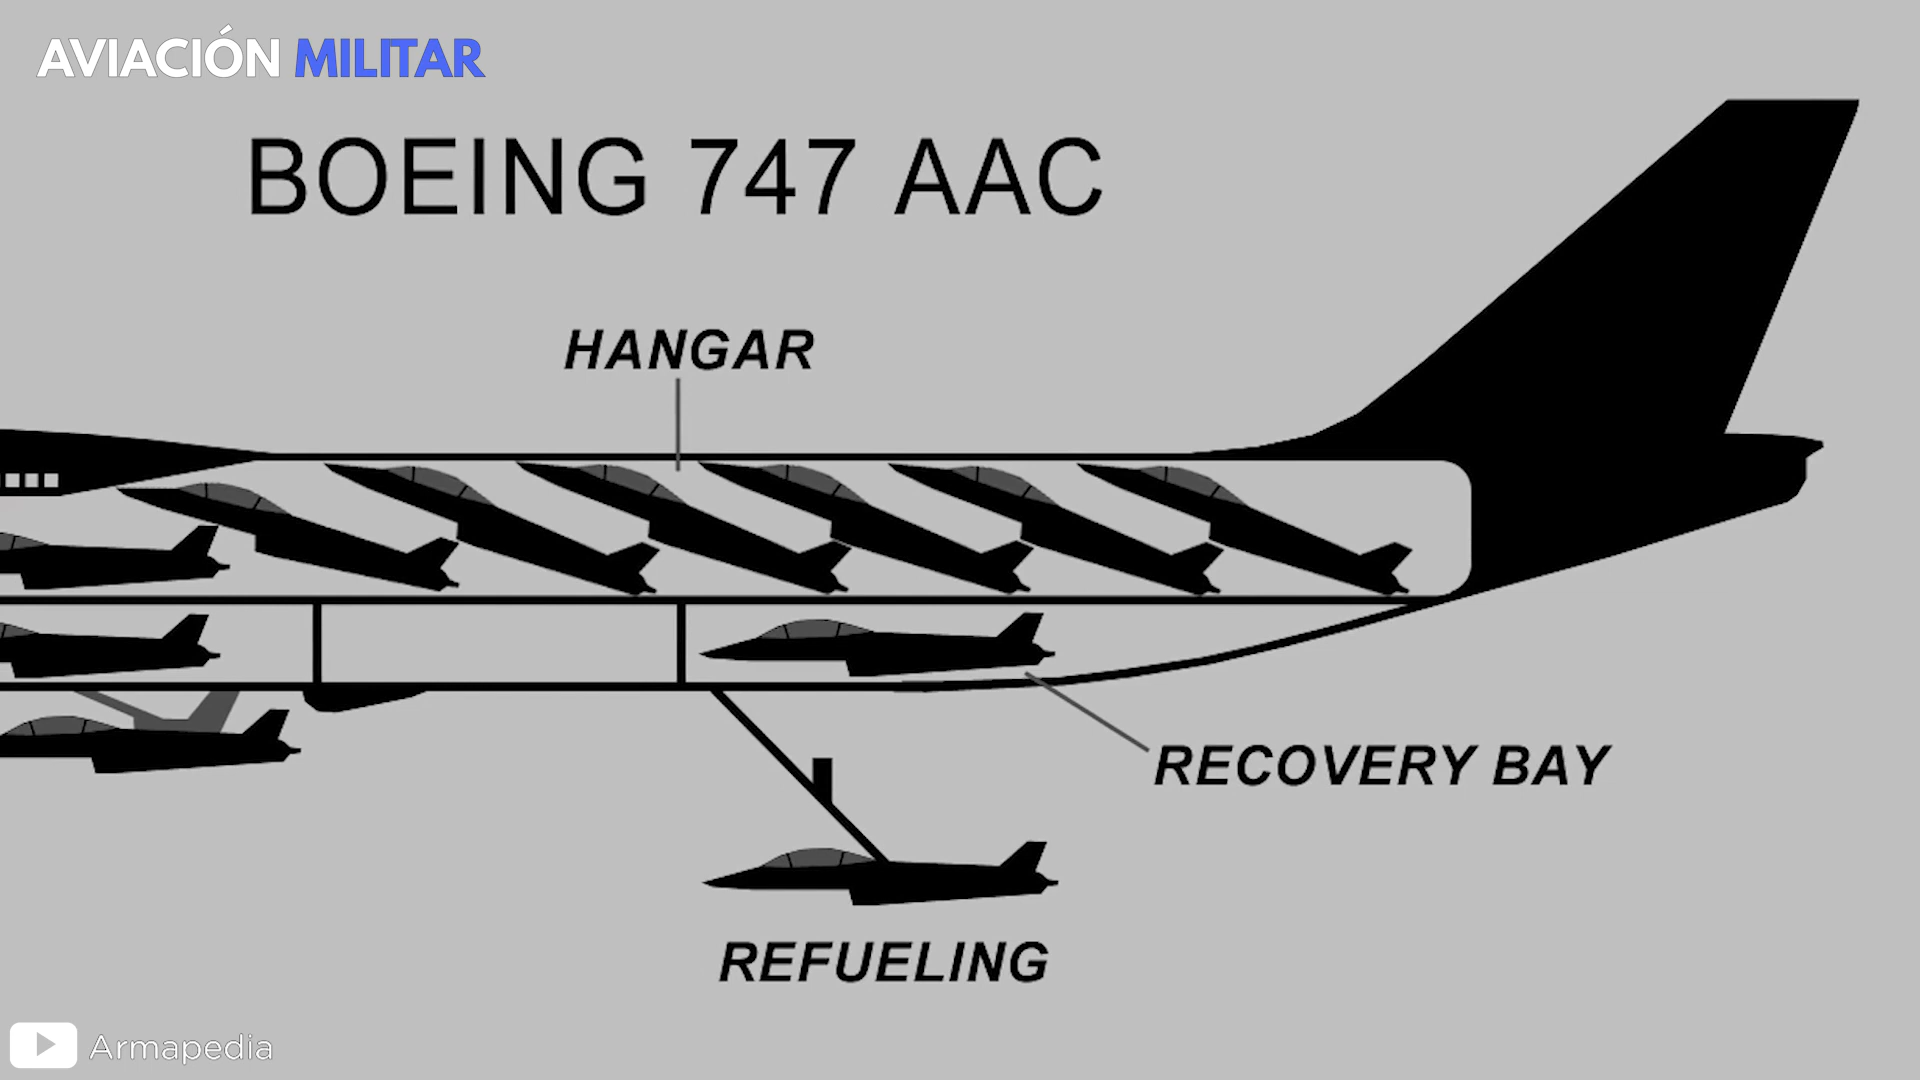 AVIACIÓN MILITAR
BOEING 747 AAC
HANGAR
RECOVERY BAY
REFUELING
Armapedia